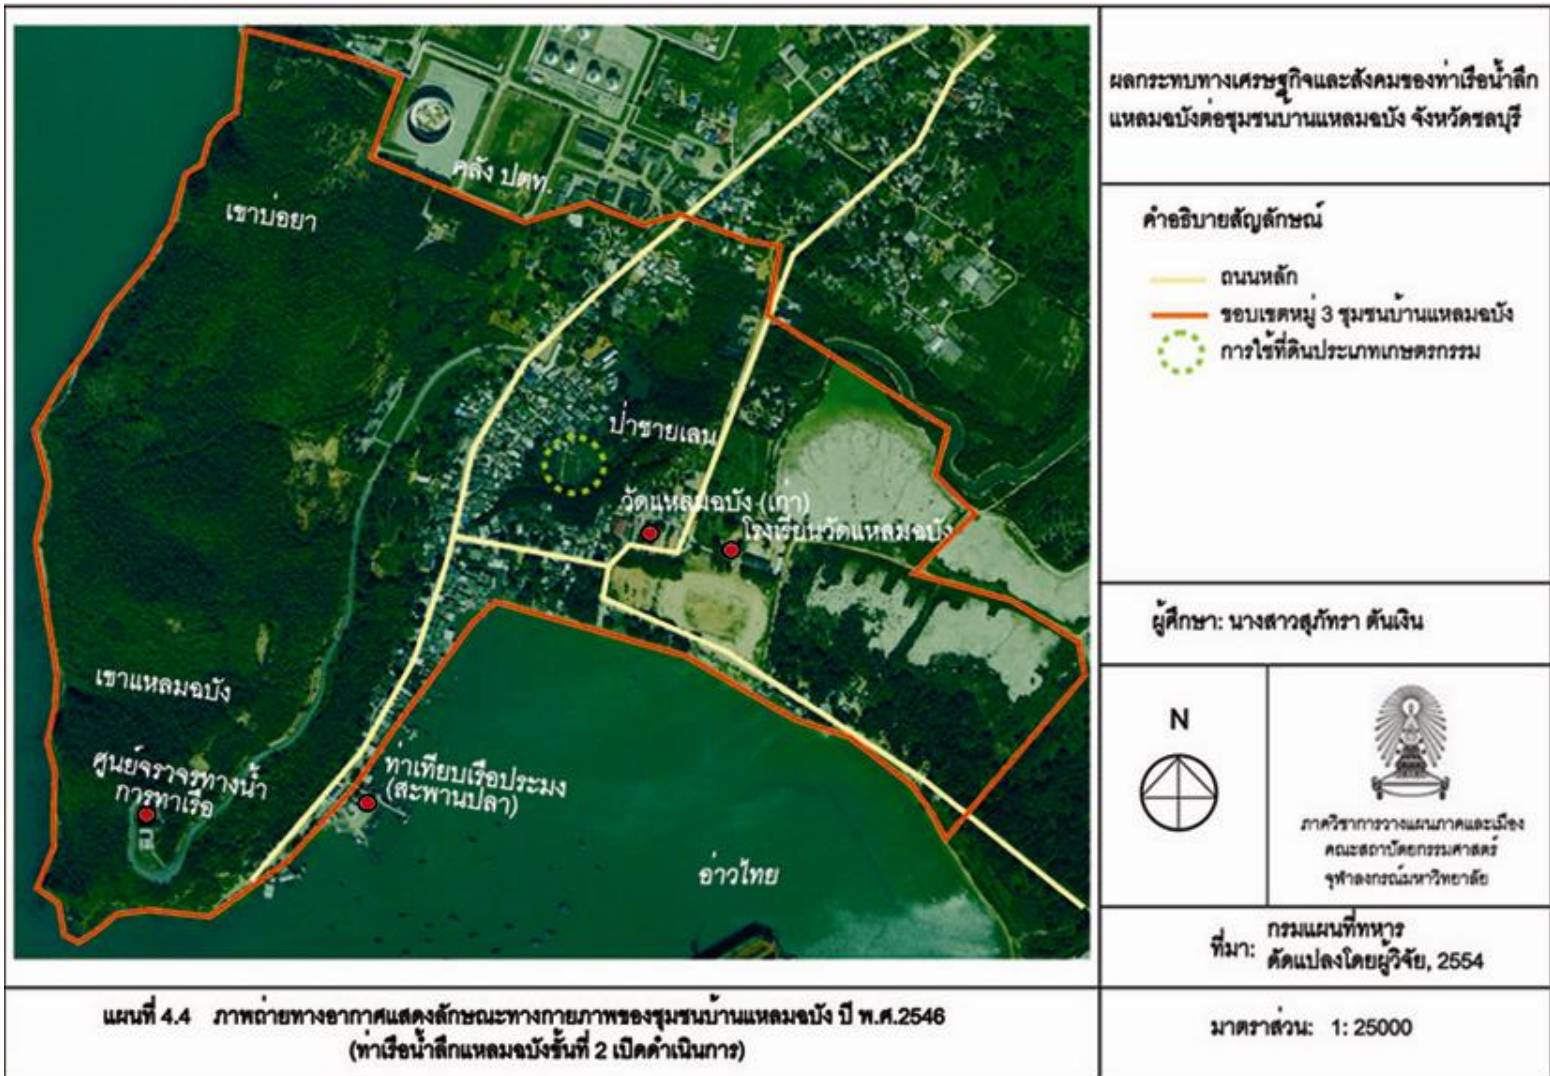 ผลกระทบทางเศรษฐกิจและสังคมของท่าเรือน้ำลึก
แหลมฉบังต่อชุมชนบ้านแหลมฉบัง จังหวัดชลบุรี
คำอธิบายสัญลักษณ์
ถนนหลัก
ขอบเขตหมู่ 3 ชุมชนบ้านแหลมฉบัง
การใช้ที่ดินประเภทเกษตรกรรม
คลัง ปตท.
เขาบ่อยา
ป่าชายเลน
วัดแหลมฉบัง (เก่า)
โรงเรียนวัดแหลมฉบัง
เขาแหลมฉบัง
ศูนย์จรวจรทางน้ำ
การทาเรือ
ท่าเทียบเรือประมง
(สะพานปลา)
อ่าวไทย
ผู้ศึกษา: นางสาวสุภัทรา ตันเงิน
N
ภาควิชาการวางแผนภาคและเมือง
คณะสถาปัตยกรรมศาสตร์
จุฬาลงกรณ์มหาวิทยาลัย
ที่มา: กรมแผนที่ทหาร
ดัดแปลงโดยผู้วิจัย, 2554
แผนที่ 4.4 ภาพถ่ายทางอากาศแสดงลักษณะทางกายภาพของชุมชนบ้านแหลมฉบัง ปี พ.ศ.2546
(ท่าเรือน้ำลึกแหลมฉบังขั้นที่ 2 เปิดดำเนินการ)
มาตราส่วน: 1: 25000